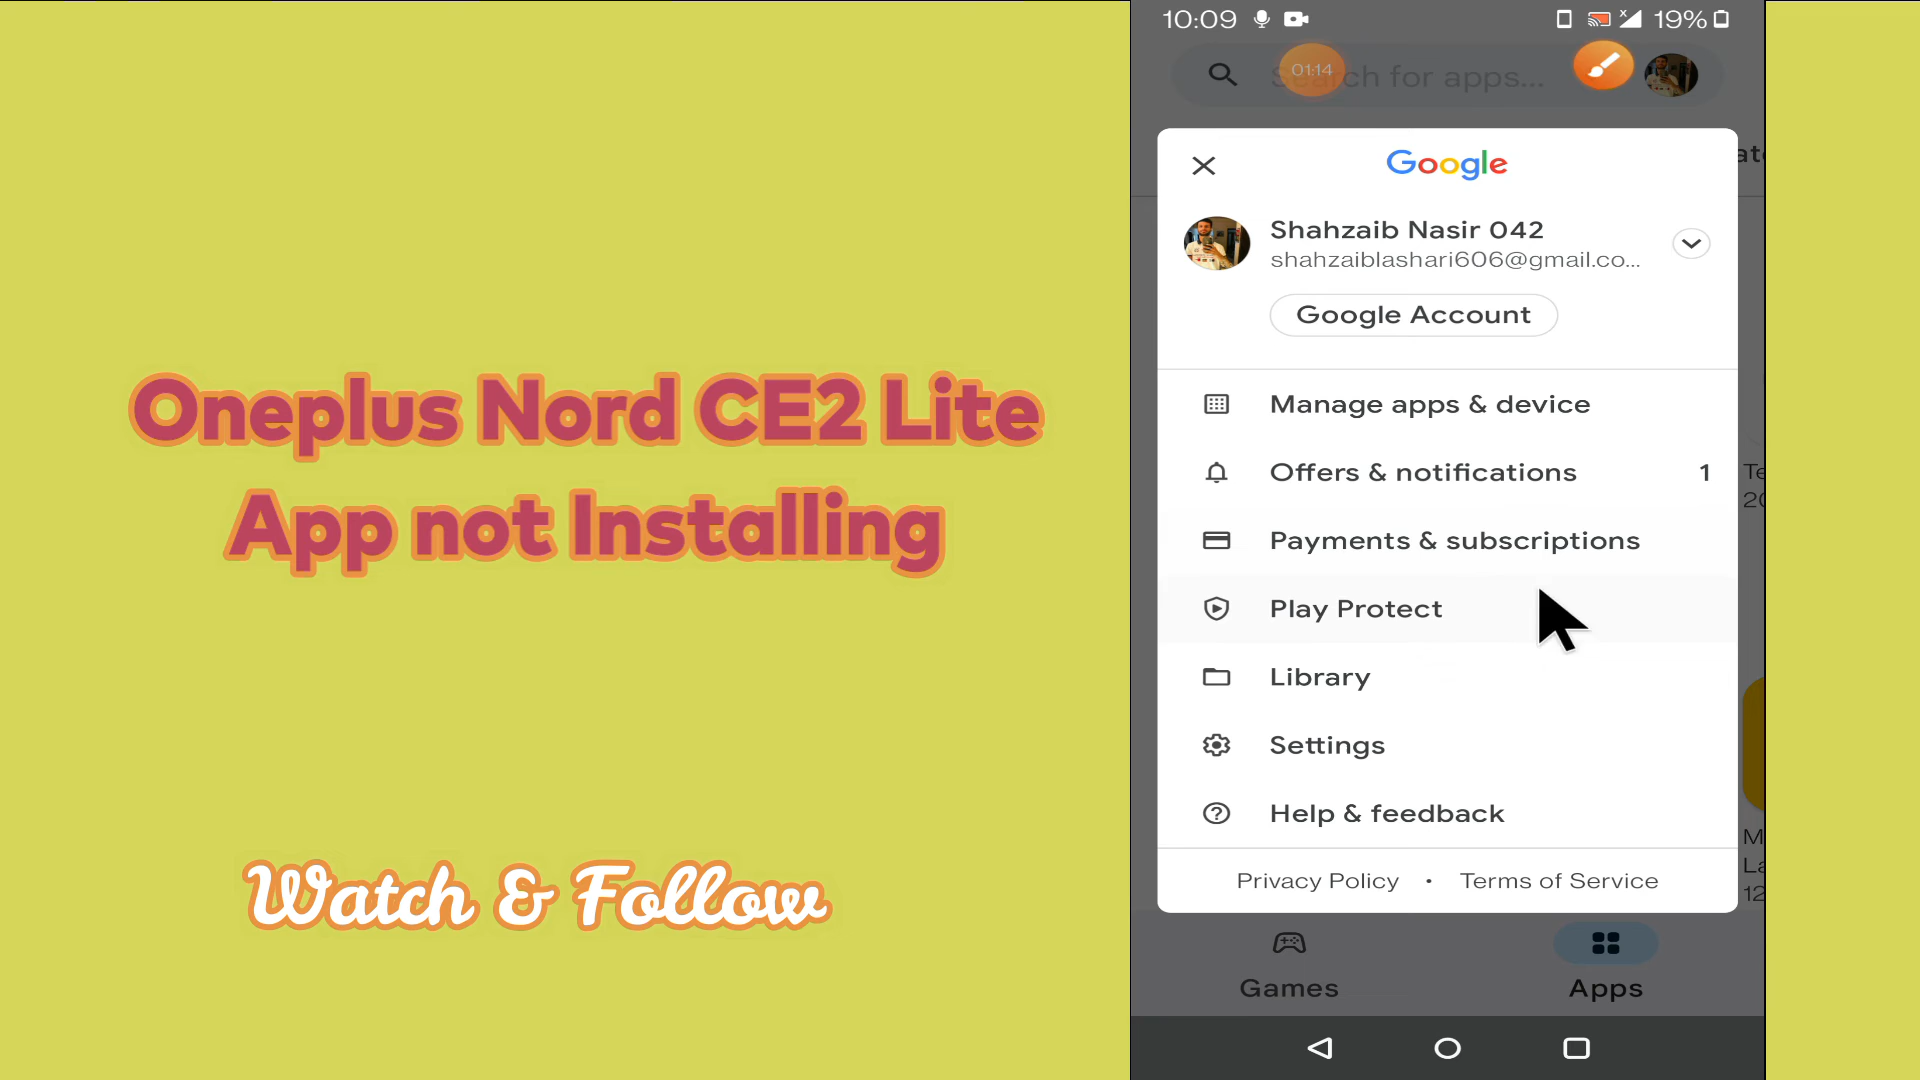 Oneplus Nord CE2 Lite
App not Installing
Watch & Follow
10:09
19%
01:14
Search for apps...
Google
Shahzaib Nasir 042
shahzaiblashari606@gmail.co...
Google Account
Manage apps & device
Offers & notifications 1
Payments & subscriptions
Play Protect
Library
Settings
Help & feedback
Privacy Policy • Terms of Service
Games
Apps